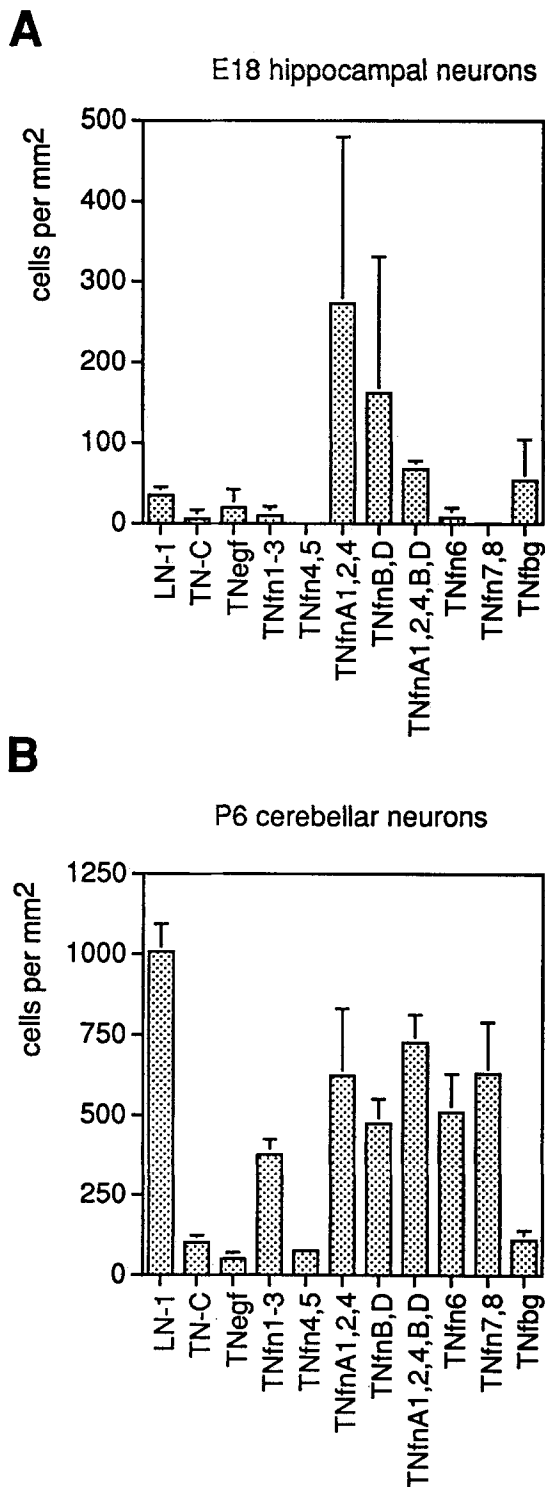 A
E18 hippocampal neurons
cells per mm2
500
400
300
200
100
0
LN-1
TN-C
TNegf
TNfn1-3
TNfn4,5
TNfnA1,2,4
TNfnB,D
TNfnA1,2,4,B,D
TNfn6
TNfn7,8
TNfbg
B
P6 cerebellar neurons
cells per mm2
1250
1000
750
500
250
0
LN-1
TN-C
TNegf
TNfn1-3
TNfn4,5
TNfnA1,2,4
TNfnB,D
TNfnA1,2,4,B,D
TNfn6
TNfn7,8
TNfbg